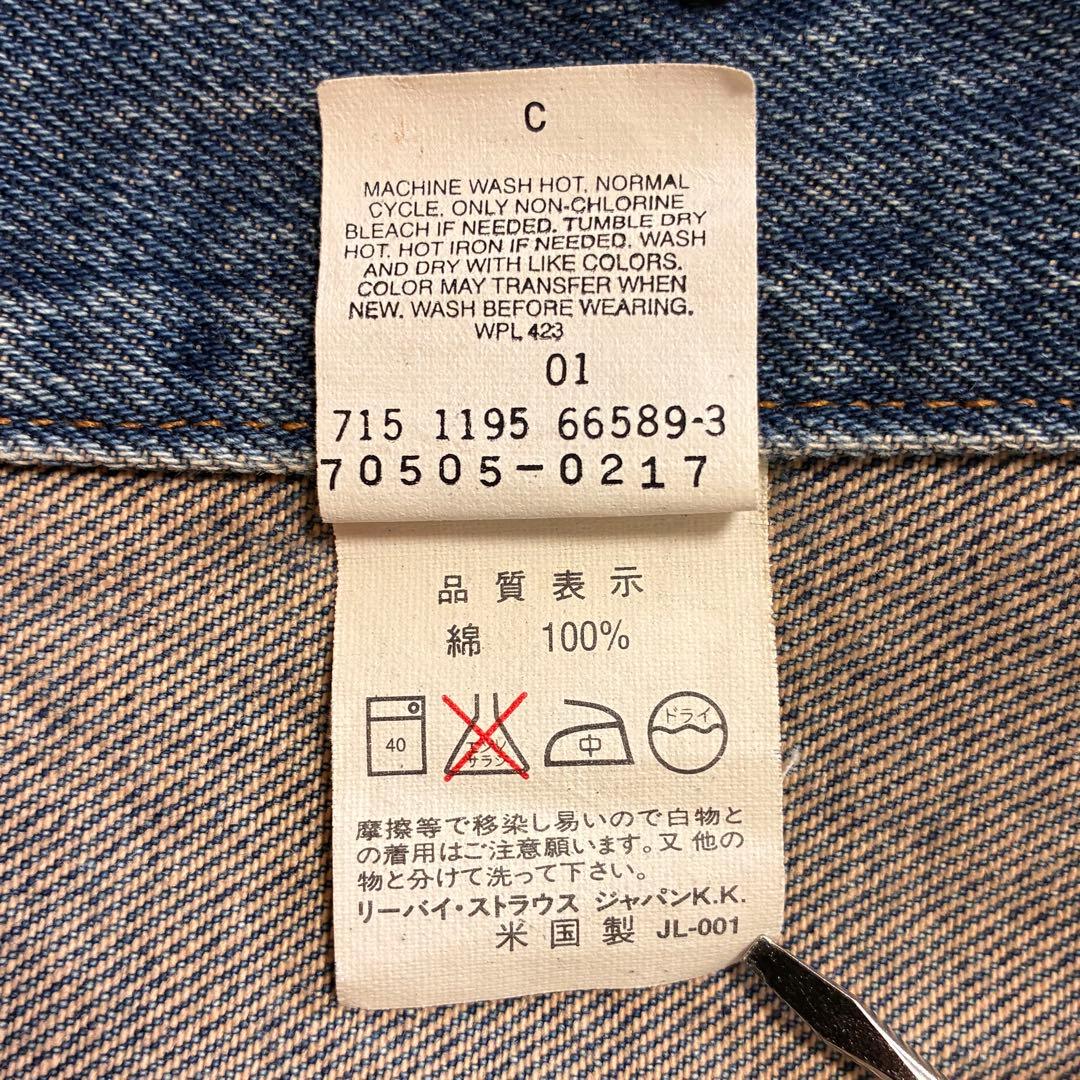 C
MACHINE WASH HOT, NORMAL
CYCLE. ONLY NON-CHLORINE
BLEACH IF NEEDED. TUMBLE DRY
HOT. HOT IRON IF NEEDED. WASH
AND DRY WITH LIKE COLORS.
COLOR MAY TRANSFER WHEN
NEW. WASH BEFORE WEARING.
WPL 423
01
715 1195 66589-3
70505-0217
品質表示
綿 100%
40
エンソ
サラシ
中
ドライ
摩擦等で移染し易いので白物と
の着用はご注意願います。又他の
物と分けて洗って下さい。
リーバイ・ストラウス ジャパンK.K.
米国製 JL-001